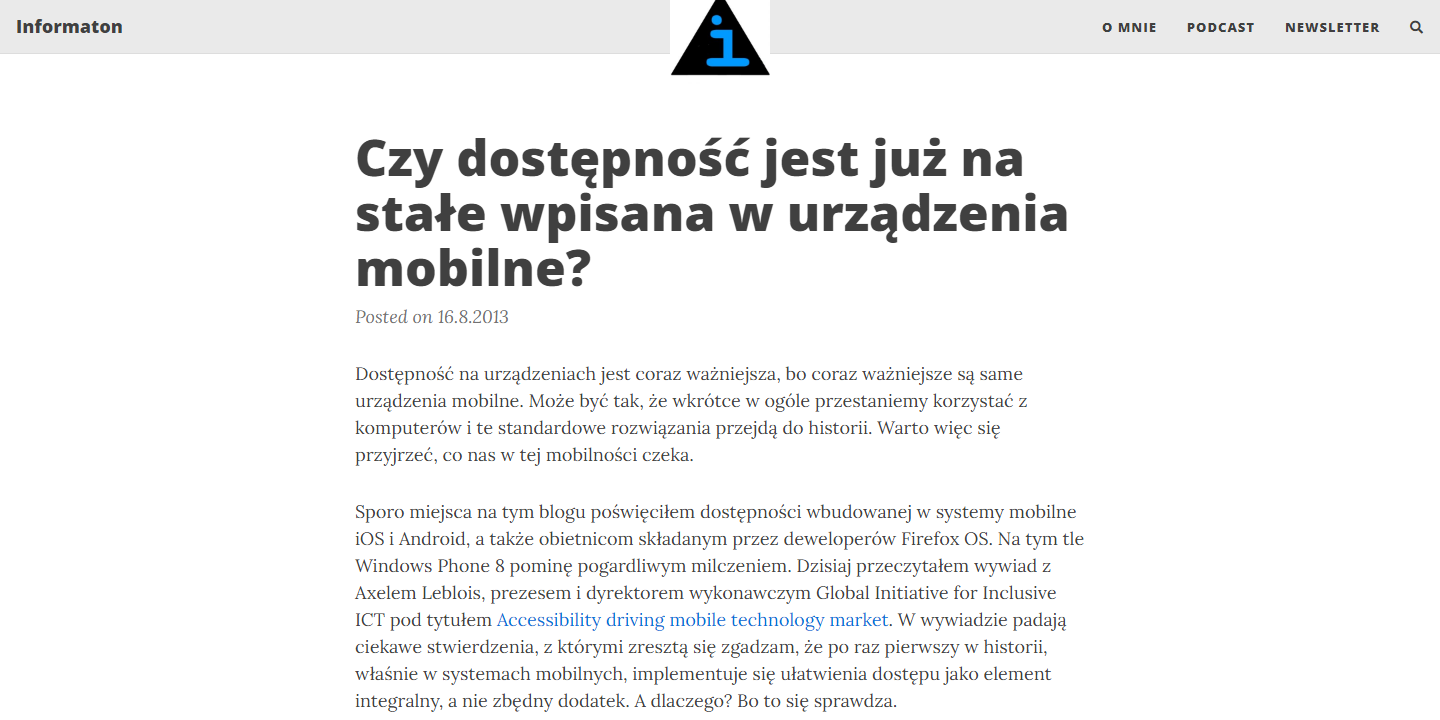 Informaton
i
O MNIE
PODCAST
NEWSLETTER
Czy dostępność jest już na
stałe wpisana w urządzenia
mobilne?
Posted on 16.8.2013
Dostępność na urządzeniach jest coraz ważniejsza, bo coraz ważniejsze są same
urządzenia mobilne. Może być tak, że wkrótce w ogóle przestaniemy korzystać z
komputerów i te standardowe rozwiązania przejdą do historii. Warto więc się
przyjrzeć, co nas w tej mobilności czeka.
Sporo miejsca na tym blogu poświęciłem dostępności wbudowanej w systemy mobilne
iOS i Android, a także obietnicom składanym przez deweloperów Firefox OS. Na tym tle
Windows Phone 8 pominę pogardliwym milczeniem. Dzisiaj przeczytałem wywiad z
Axelem Leblois, prezesem i dyrektorem wykonawczym Global Initiative for Inclusive
ICT pod tytułem Accessibility driving mobile technology market. W wywiadzie padają
ciekawe stwierdzenia, z którymi zresztą się zgadzam, że po raz pierwszy w historii,
właśnie w systemach mobilnych, implementuje się ułatwienia dostępu jako element
integralny, a nie zbędny dodatek. A dlaczego? Bo to się sprawdza.